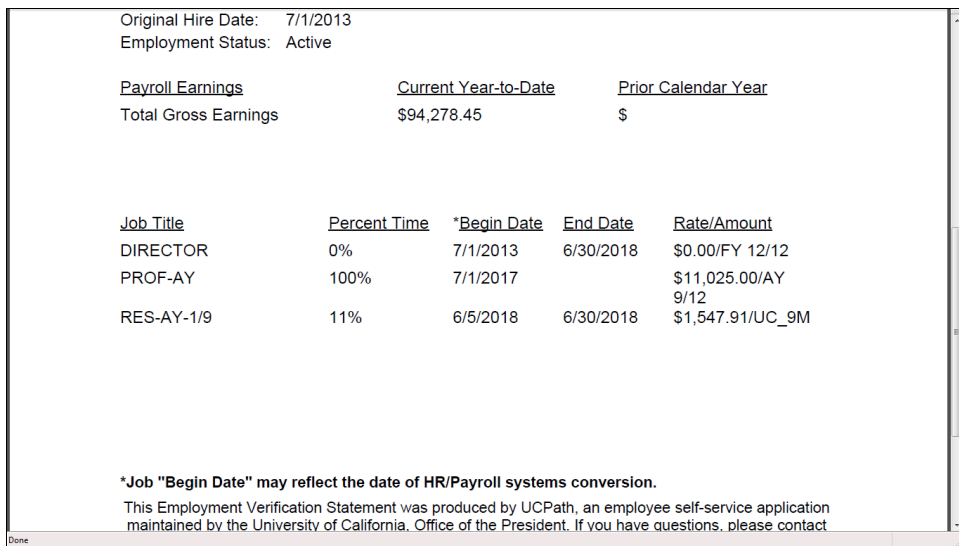 Original Hire Date: 7/1/2013
Employment Status: Active
Payroll Earnings Current Year-to-Date Prior Calendar Year
Total Gross Earnings $94,278.45 $
Job Title Percent Time *Begin Date End Date Rate/Amount
DIRECTOR 0% 7/1/2013 6/30/2018 $0.00/FY 12/12
PROF-AY 100% 7/1/2017 $11,025.00/AY
9/12
RES-AY-1/9 11% 6/5/2018 6/30/2018 $1,547.91/UC_9M
*Job "Begin Date" may reflect the date of HR/Payroll systems conversion.
This Employment Verification Statement was produced by UCPath, an employee self-service application
maintained by the University of California, Office of the President. If you have questions, please contact
Done